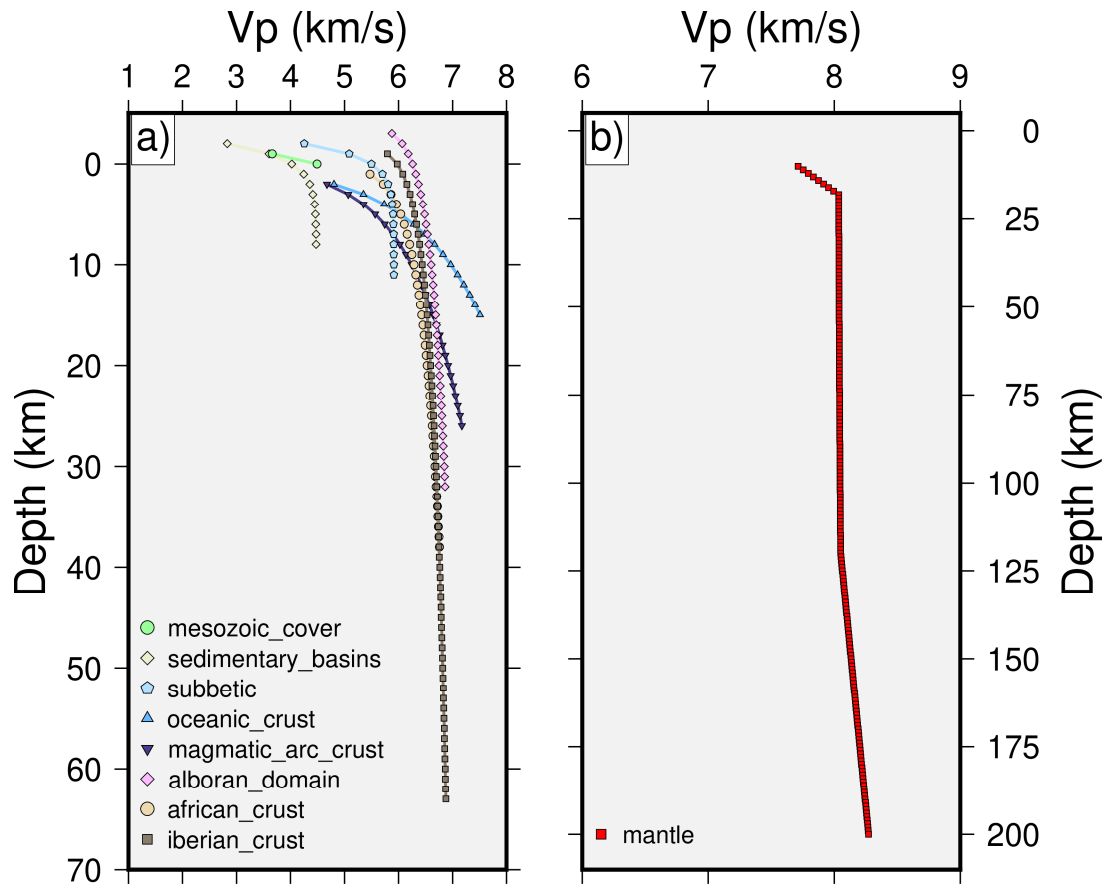 Vp (km/s)
1 2 3 4 5 6 7 8
a)
Depth (km)
0
10
20
30
40
50
60
70
mesozoic_cover
sedimentary_basins
subbetic
oceanic_crust
magmatic_arc_crust
alboran_domain
african_crust
iberian_crust
Vp (km/s)
6 7 8 9
b)
0
25
50
75
100
125
150
175
200
Depth (km)
mantle